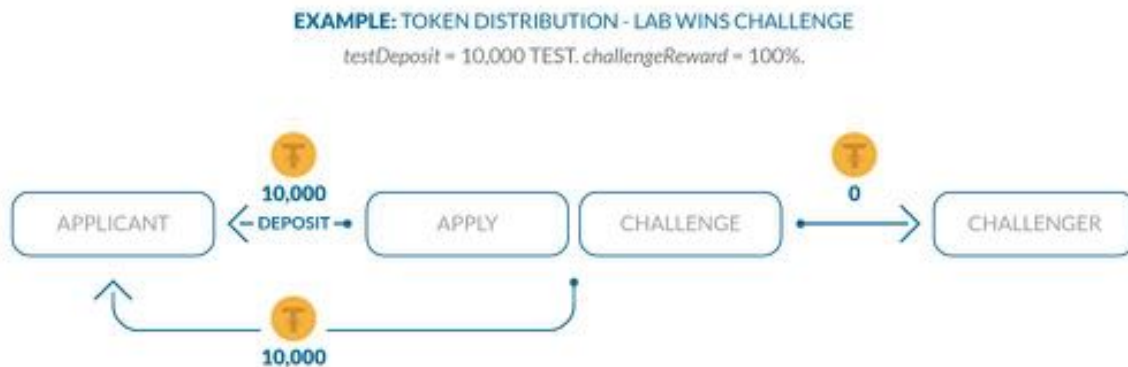 EXAMPLE: TOKEN DISTRIBUTION - LAB WINS CHALLENGE
testDeposit = 10,000 TEST. challengeReward = 100%.
10,000
0
APPLICANT
DEPOSIT
APPLY
CHALLENGE
CHALLENGER
10,000